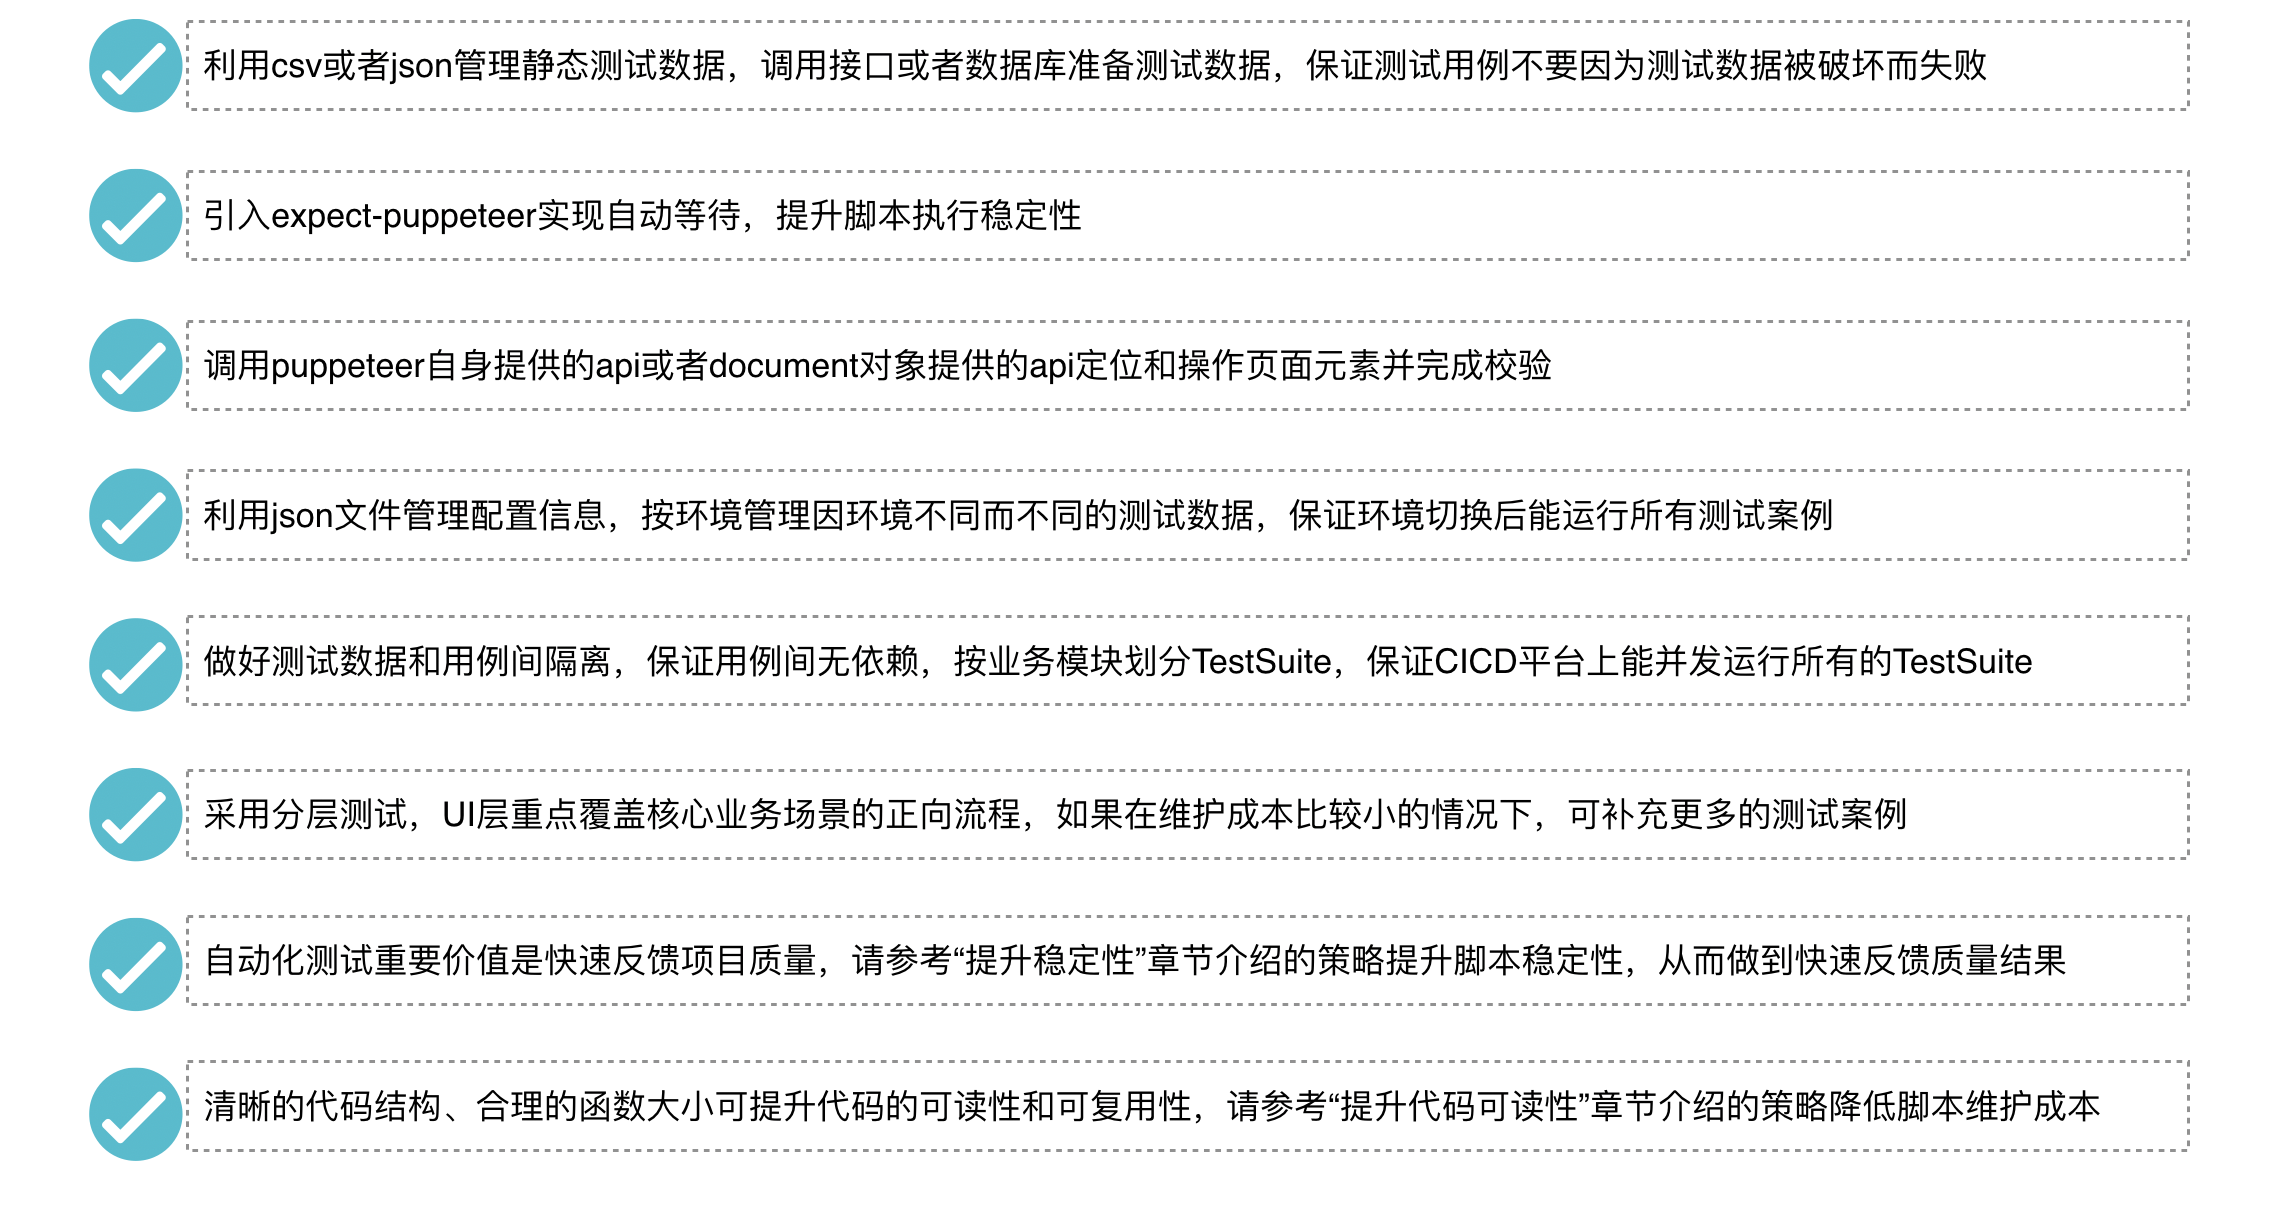 利用csv或者json管理静态测试数据，调用接口或者数据库准备测试数据，保证测试用例不要因为测试数据被破坏而失败
引入expect-puppeteer实现自动等待，提升脚本执行稳定性
调用puppeteer自身提供的api或者document对象提供的api定位和操作页面元素并完成校验
利用json文件管理配置信息，按环境管理因环境不同而不同的测试数据，保证环境切换后能运行所有测试案例
做好测试数据和用例间隔离，保证用例间无依赖，按业务模块划分TestSuite，保证CICD平台上能并发运行所有的TestSuite
采用分层测试，UI层重点覆盖核心业务场景的正向流程，如果在维护成本比较小的情况下，可补充更多的测试案例
自动化测试重要价值是快速反馈项目质量，请参考“提升稳定性”章节介绍的策略提升脚本稳定性，从而做到快速反馈质量结果
清晰的代码结构、合理的函数大小可提升代码的可读性和可复用性，请参考“提升代码可读性”章节介绍的策略降低脚本维护成本